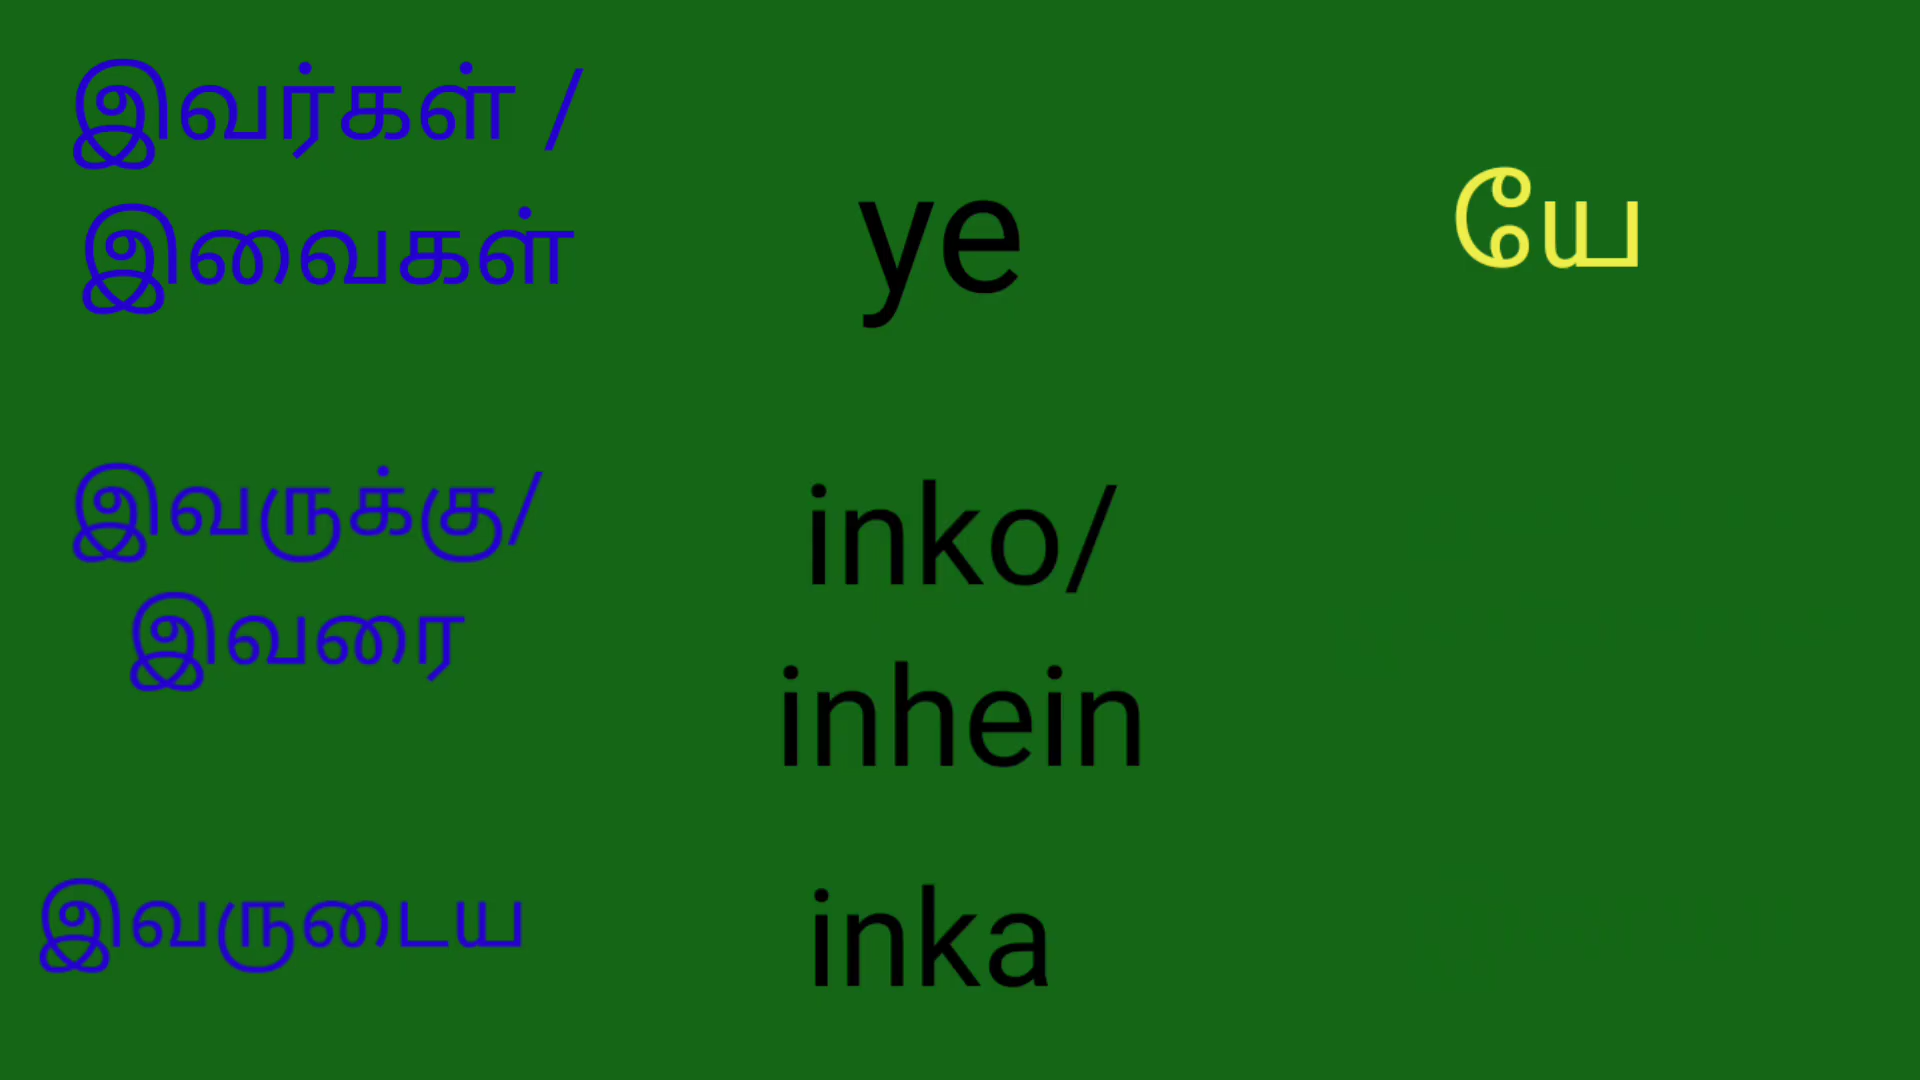 இவர்கள் /
இவைகள்
ye
யே
இவருக்கு/
இவரை
inko/
inhein
இவருடைய
inka